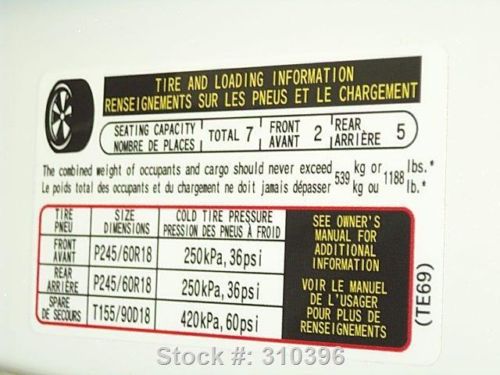 TIRE AND LOADING INFORMATION
RENSEIGNEMENTS SUR LES PNEUS ET LE CHARGEMENT
SEATING CAPACITY
NOMBRE DE PLACES
TOTAL 7
FRONT
AVANT 2
REAR
ARRIÈRE 5
The combined weight of occupants and cargo should never exceed 539 kg or 1188 lbs.*
Le poids total des occupants et du chargement ne doit jamais dépasser kg ou lb.*
TIRE
PNEU
SIZE
DIMENSIONS
COLD TIRE PRESSURE
PRESSION DES PNEUS À FROID
FRONT
AVANT
P245/60R18
250kPa, 36psi
REAR
ARRIÈRE
P245/60R18
250kPa, 36psi
SPARE
DE SECOURS
T155/90D18
420kPa, 60psi
SEE OWNER'S
MANUAL FOR
ADDITIONAL
INFORMATION
VOIR LE MANUEL
DE L'USAGER
POUR PLUS DE
RENSEIGNEMENTS
(TE69)
Stock #: 310396